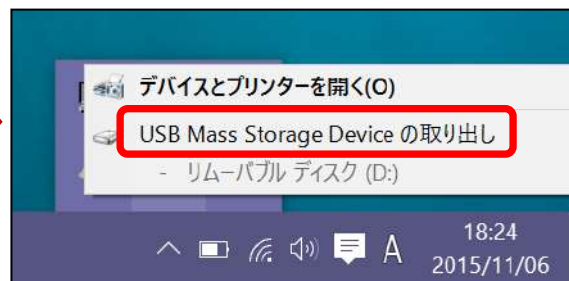 デバイスとプリンターを開く(O)
USB Mass Storage Device の取り出し
- リムーバブル ディスク (D:)
A
18:24
2015/11/06